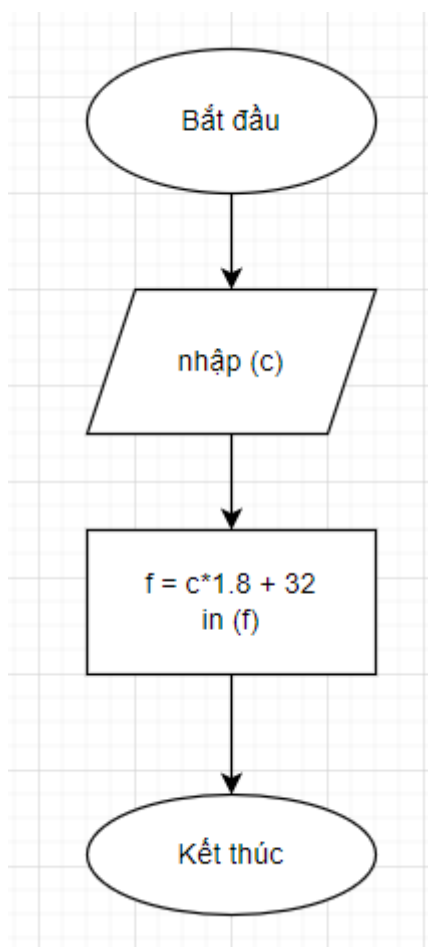 Bắt đầu
nhập (c)
f = c*1.8 + 32
in (f)
Kết thúc